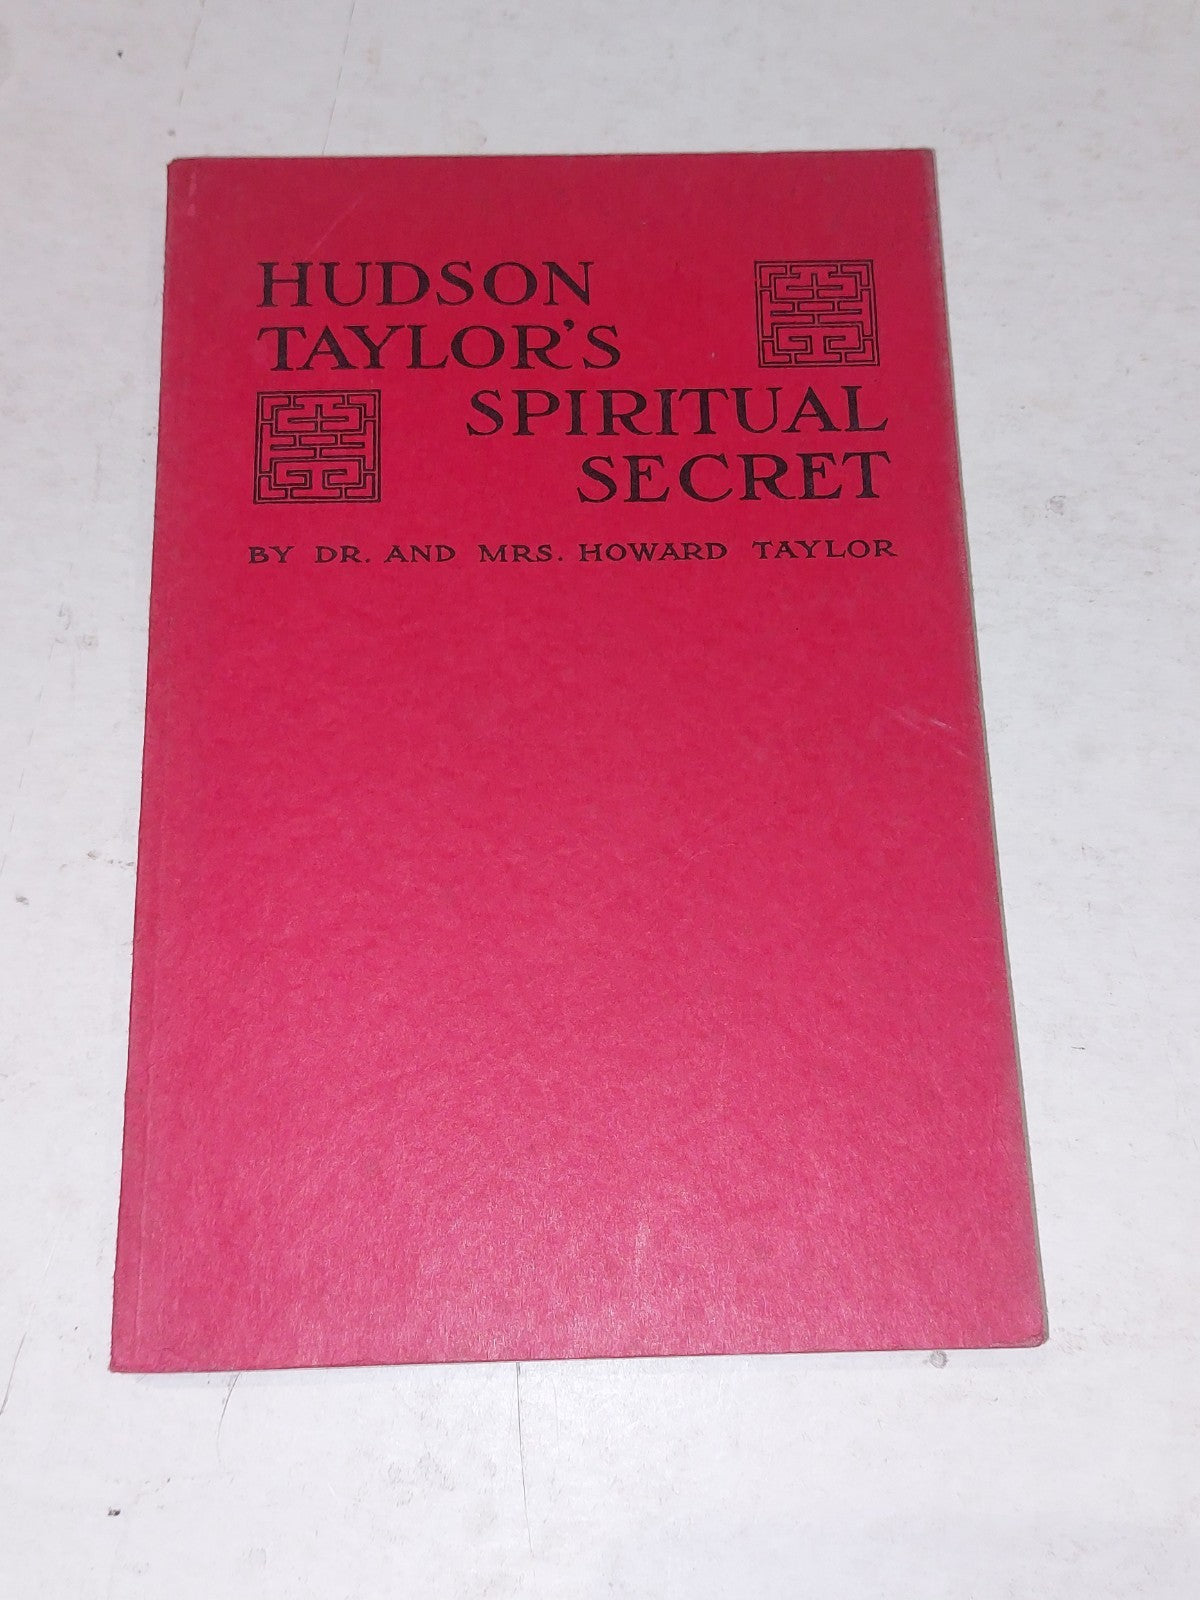 HUDSON
TAYLOR'S
SPIRITUAL
SECRET
BY DR. AND MRS. HOWARD TAYLOR